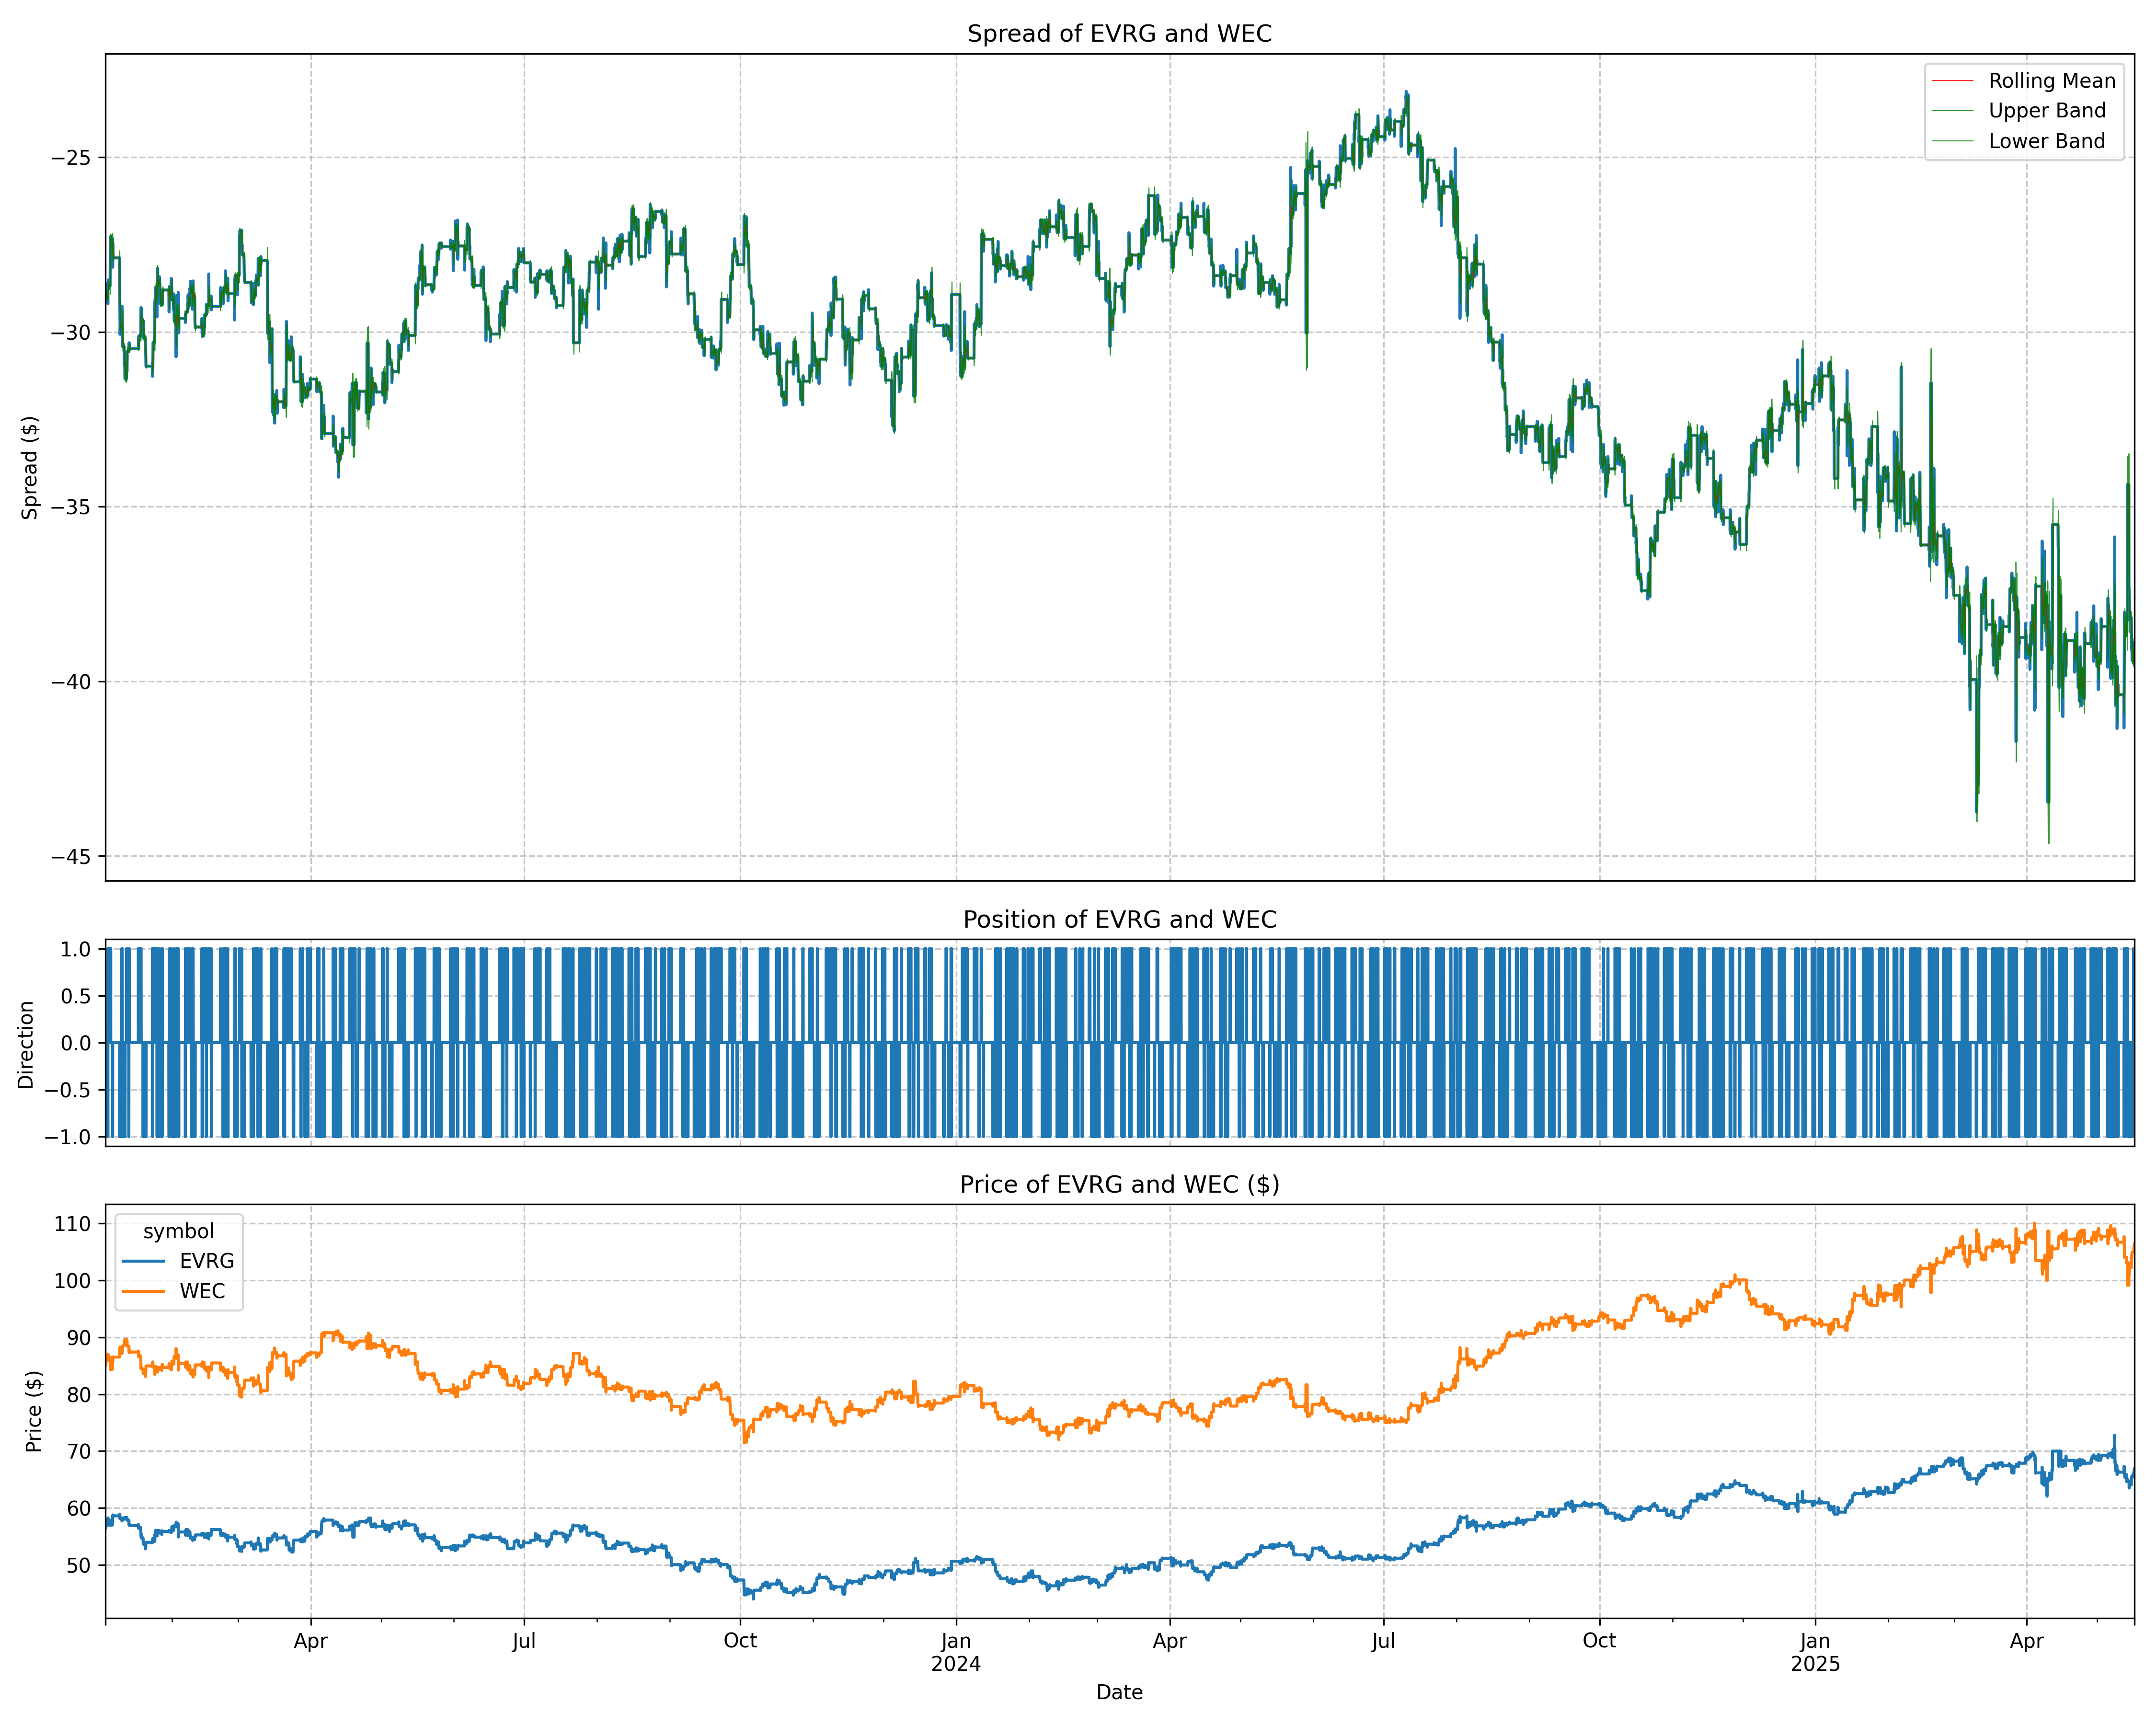 Spread of EVRG and WEC
Rolling Mean
Upper Band
Lower Band
−25
−30
−35
−40
−45
Spread ($)
Position of EVRG and WEC
1.0
0.5
0.0
−0.5
−1.0
Direction
Price of EVRG and WEC ($)
symbol
EVRG
WEC
110
100
90
80
70
60
50
Price ($)
Apr
Jul
Oct
Jan
2024
Apr
Jul
Oct
Jan
2025
Apr
Date